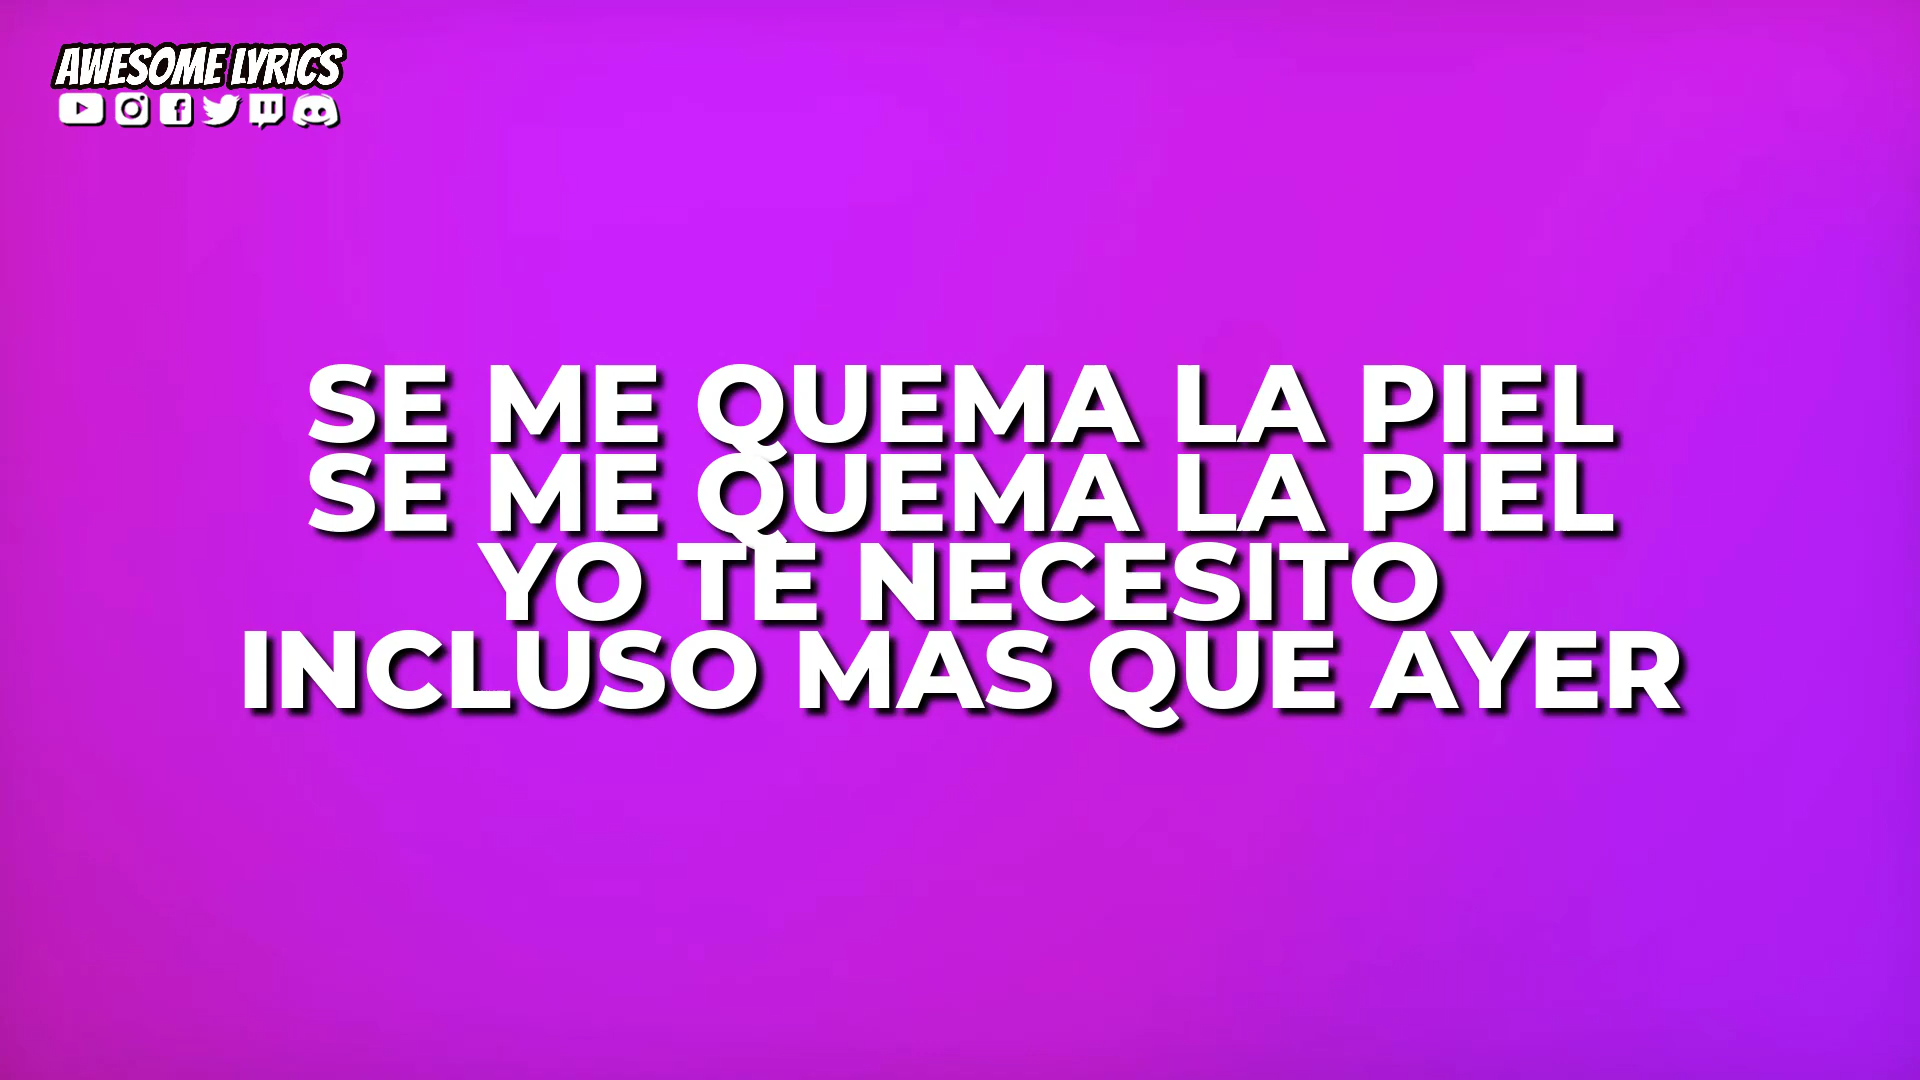 AWESOME LYRICS
SE ME QUEMA LA PIEL
SE ME QUEMA LA PIEL
YO TE NECESITO
INCLUSO MAS QUE AYER